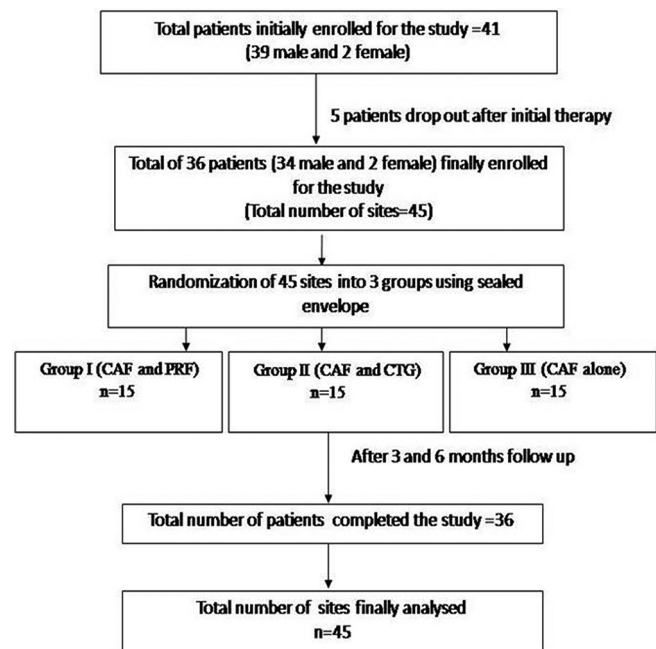 Total patients initially enrolled for the study =41
(39 male and 2 female)
5 patients drop out after initial therapy
Total of 36 patients (34 male and 2 female) finally enrolled
for the study
(Total number of sites=45)
Randomization of 45 sites into 3 groups using sealed
envelope
Group I (CAF and PRF)
n=15
Group II (CAF and CTG)
n=15
Group III (CAF alone)
n=15
After 3 and 6 months follow up
Total number of patients completed the study =36
Total number of sites finally analysed
n=45